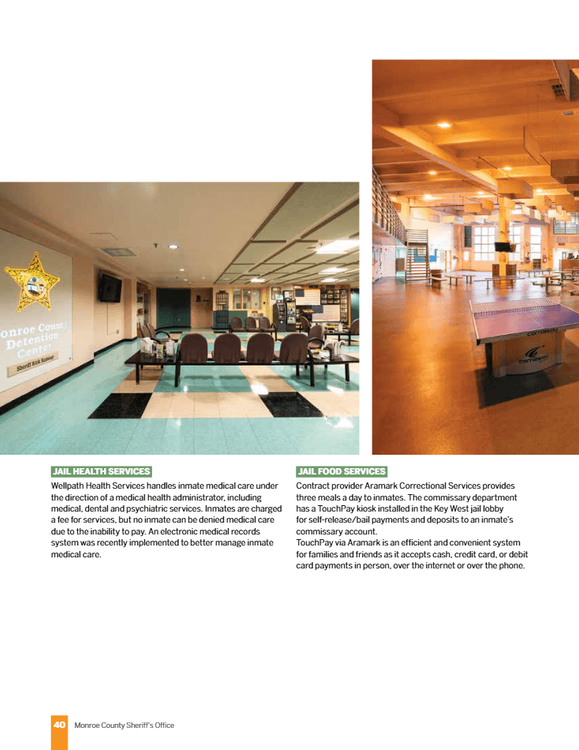 onroe County
Detention
Center
JAIL HEALTH SERVICES
Wellpath Health Services handles inmate medical care under
the direction of a medical health administrator, including
medical, dental and psychiatric services. Inmates are charged
a fee for services, but no inmate can be denied medical care
due to the inability to pay. An electronic medical records
system was recently implemented to better manage inmate
medical care.
JAIL FOOD SERVICES
Contract provider Aramark Correctional Services provides
three meals a day to inmates. The commissary department
has a TouchPay kiosk installed in the Key West jail lobby
for self-release/bail payments and deposits to an inmate's
commissary account.
TouchPay via Aramark is an efficient and convenient system
for families and friends as it accepts cash, credit card, or debit
card payments in person, over the internet or over the phone.
40 Monroe County Sheriff's Office